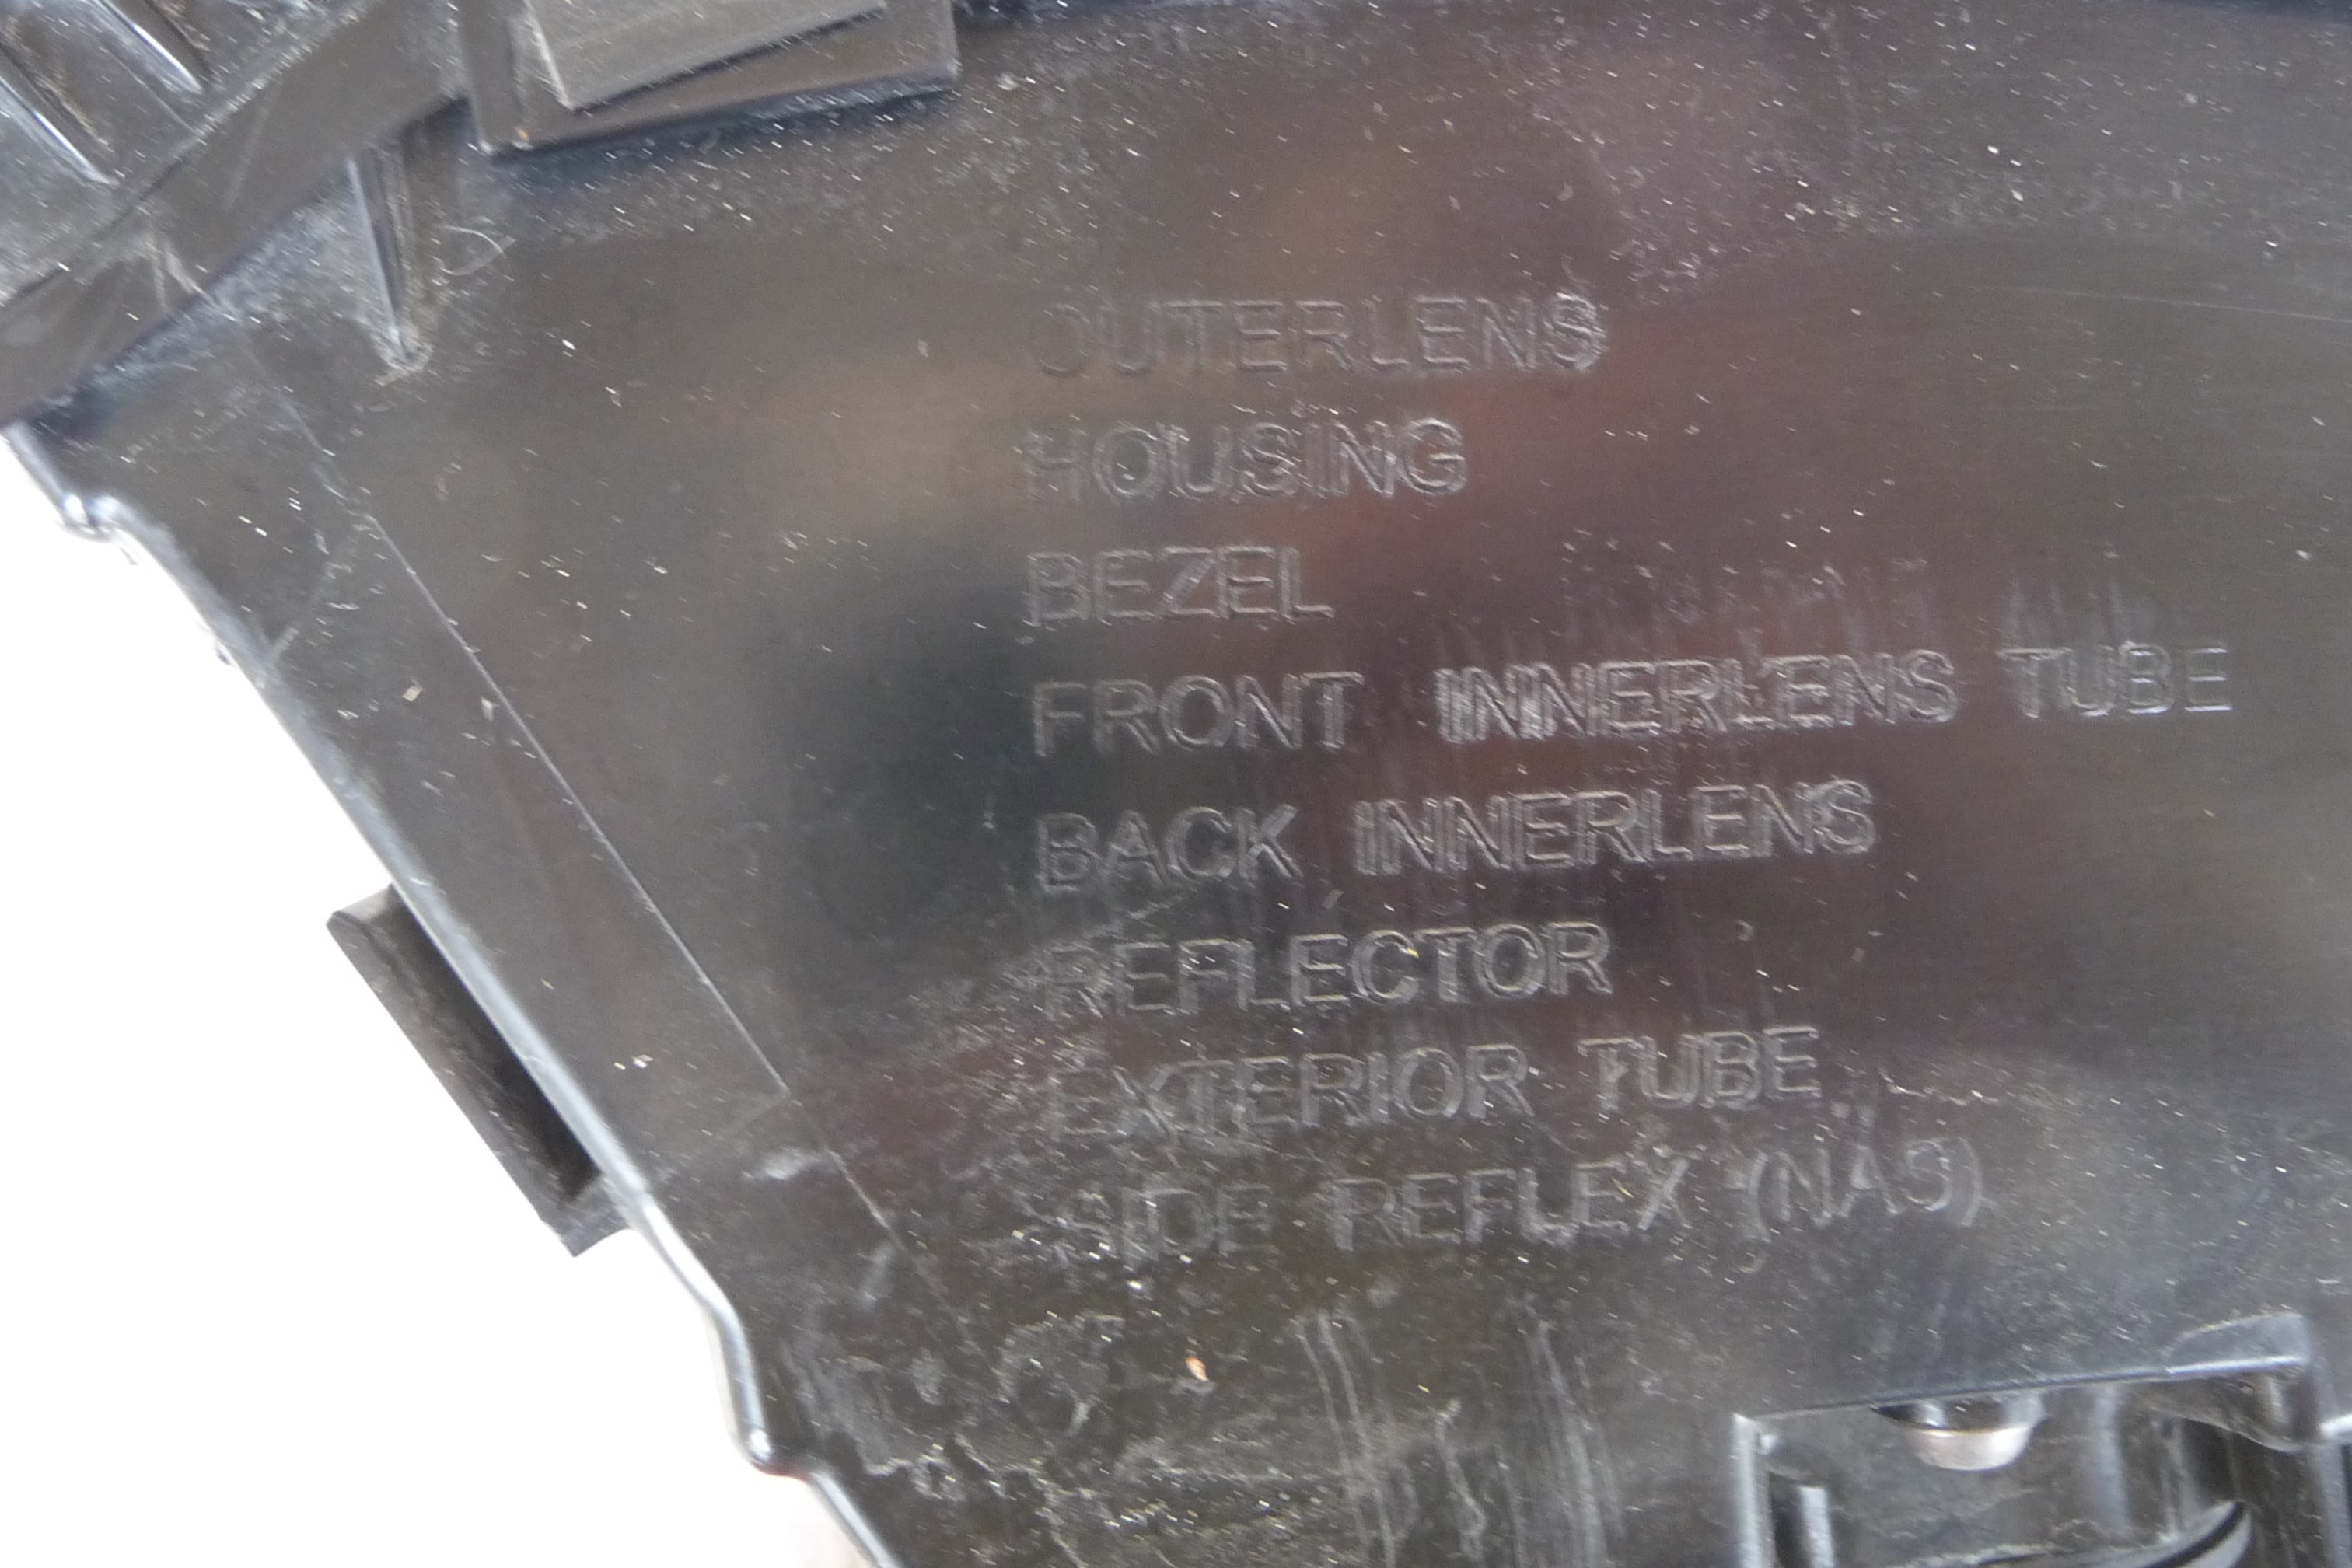 OUTERLENS
HOUSING
BEZEL
FRONT INNERLENS TUBE
BACK INNERLENS
REFLECTOR
EXTERIOR TUBE
SIDE REFLEX (NAS)